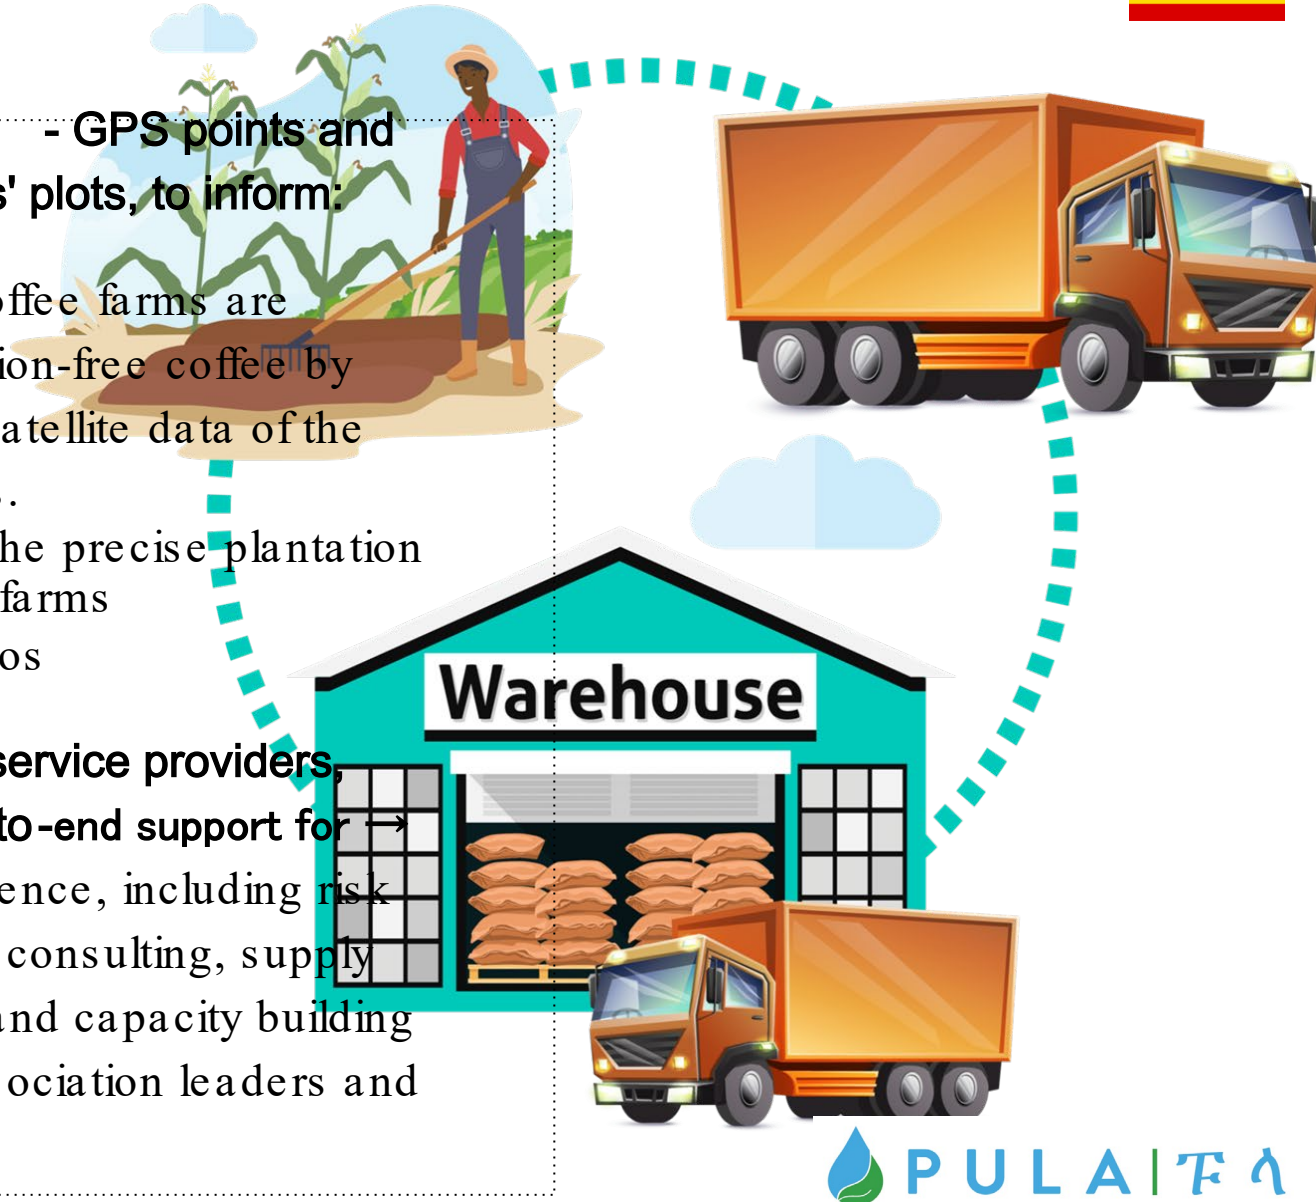 - GPS points and
s' plots, to inform:
offee farms are
ion-free coffee by
atellite data of the
s.
he precise plantation
farms
os
service providers,
to-end support for →
ence, including risk
consulting, supply
and capacity building
ociation leaders and
Warehouse
PULA | ፑላ